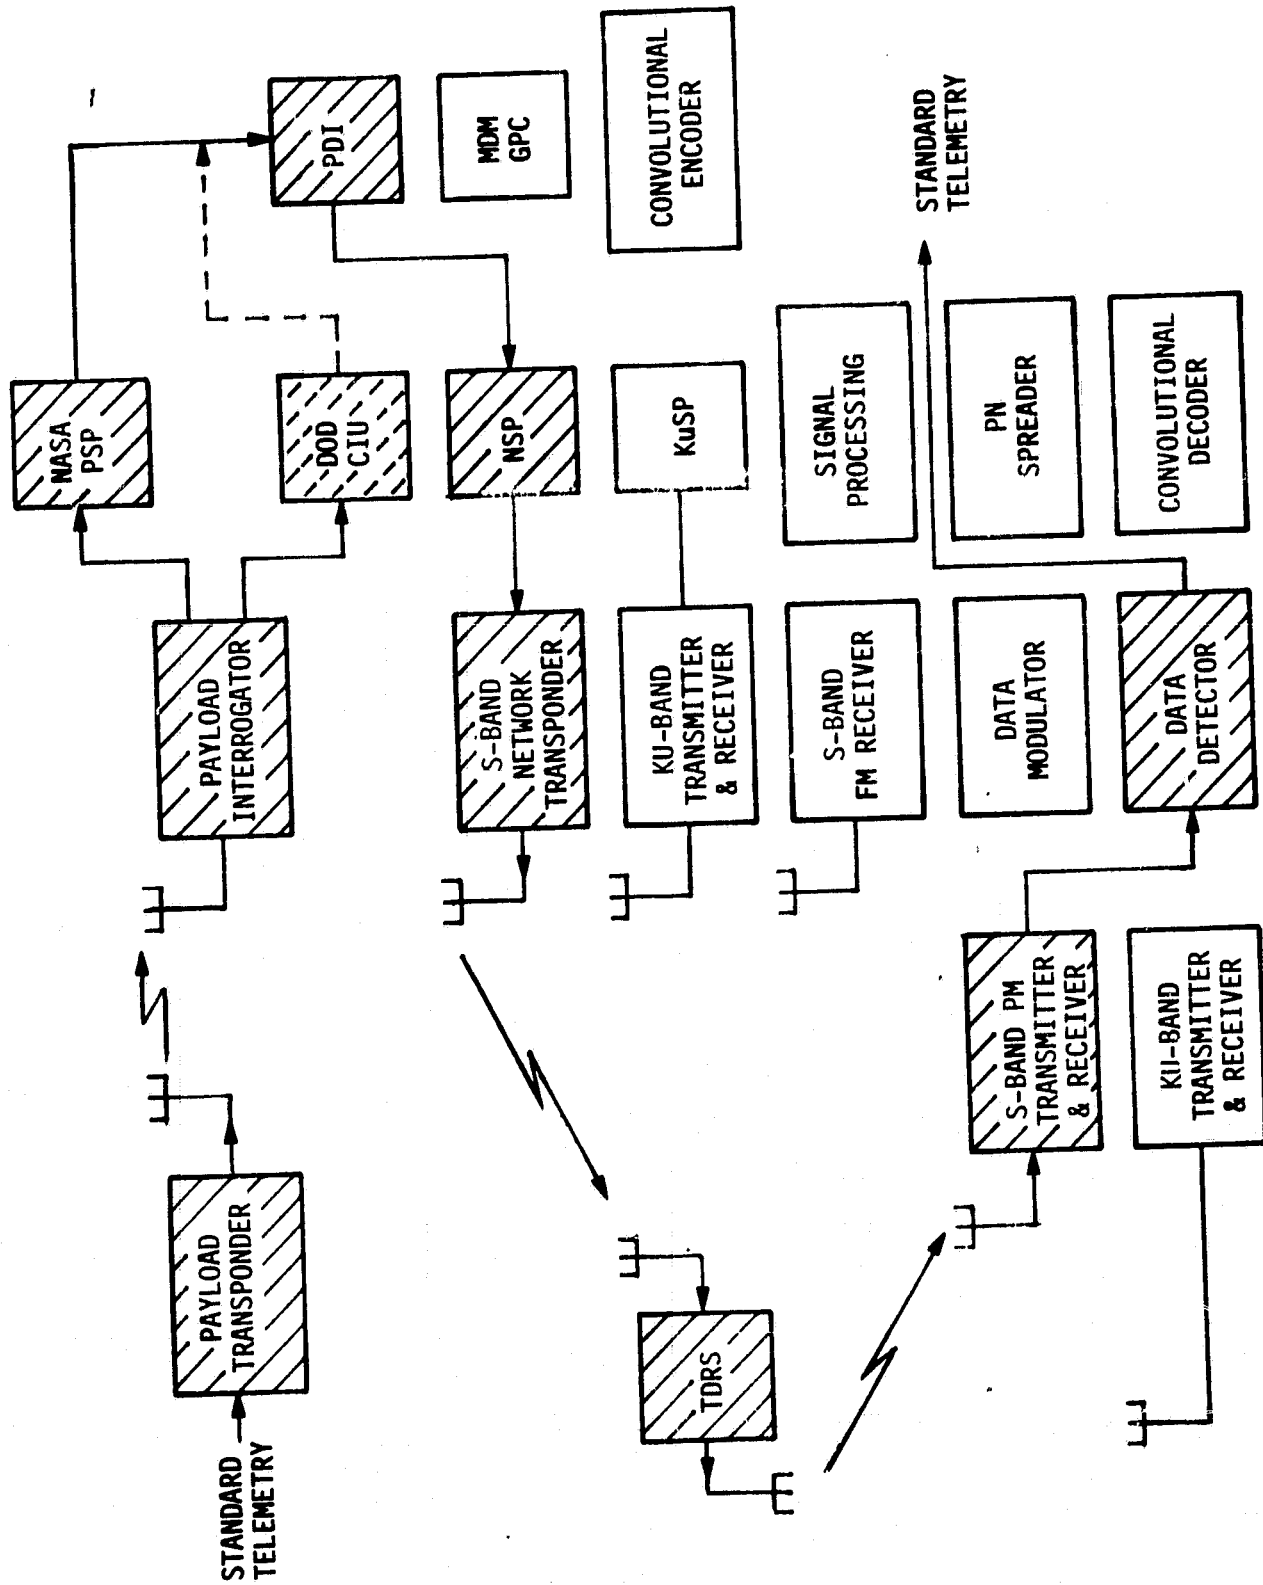 STANDARD
TELEMETRY
PAYLOAD
TRANSPONDER
PAYLOAD
INTERROGATOR
NASA
PSP
DOD
CIU
PDI
MDM
GPC
CONVOLUTIONAL
ENCODER
NSP
S-BAND
NETWORK
TRANSPONDER
KuSP
KU-BAND
TRANSMITTER
& RECEIVER
SIGNAL
PROCESSING
S-BAND
FM RECEIVER
TDRS
STANDARD
TELEMETRY
PN
SPREADER
DATA
MODULATOR
S-BAND PM
TRANSMITTER
& RECEIVER
CONVOLUTIONAL
DECODER
DATA
DETECTOR
KU-BAND
TRANSMITTER
& RECEIVER